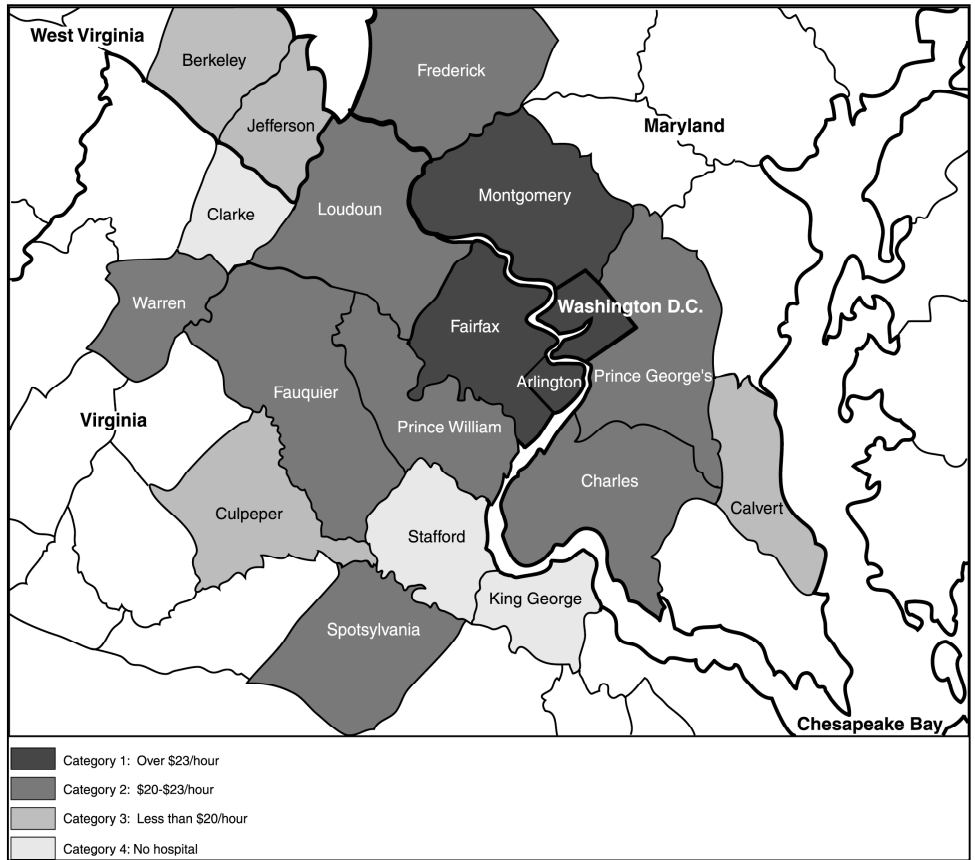 West Virginia
Berkeley
Frederick
Jefferson
Maryland
Montgomery
Clarke
Loudoun
Warren
Washington D.C.
Fairfax
Arlington
Prince George's
Fauquier
Virginia
Prince William
Charles
Culpeper
Calvert
Stafford
King George
Spotsylvania
Chesapeake Bay
Category 1: Over $23/hour
Category 2: $20-$23/hour
Category 3: Less than $20/hour
Category 4: No hospital